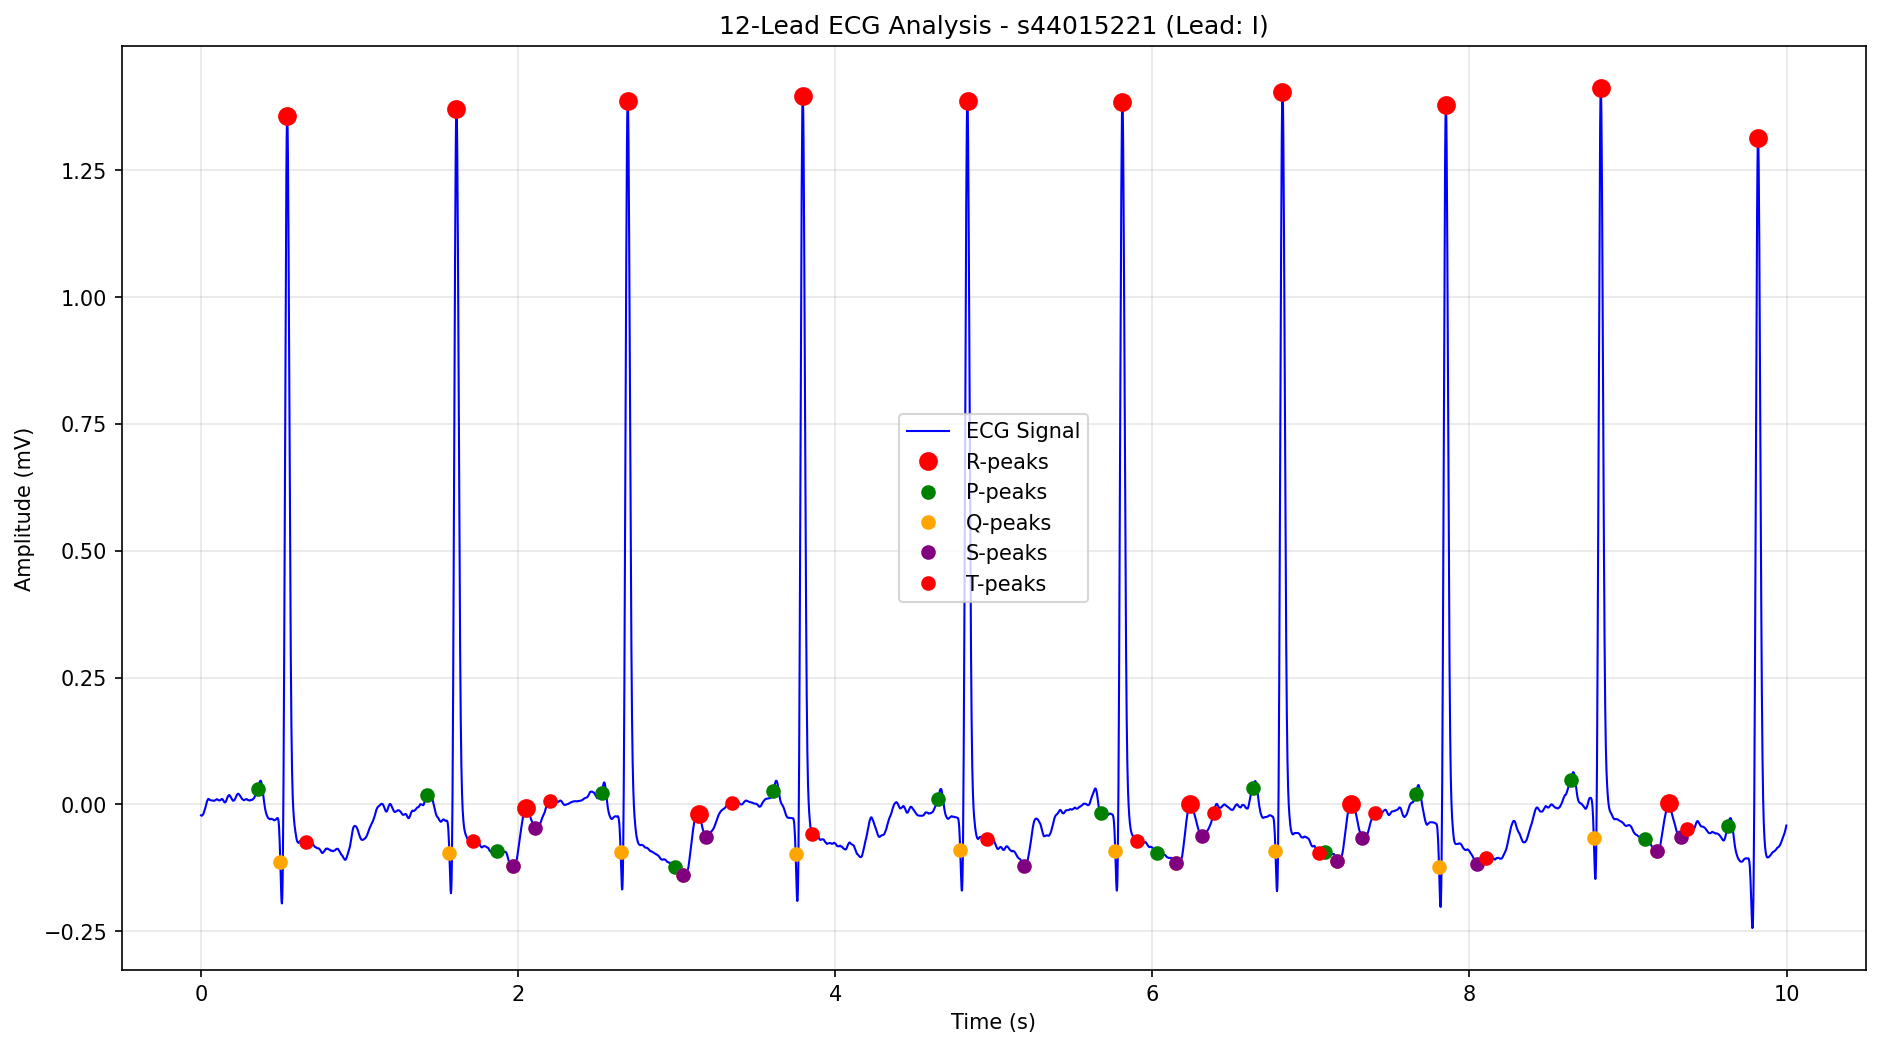 12-Lead ECG Analysis - s44015221 (Lead: I)
Amplitude (mV)
1.25
1.00
0.75
0.50
0.25
0.00
−0.25
ECG Signal
R-peaks
P-peaks
Q-peaks
S-peaks
T-peaks
0 2 4 6 8 10
Time (s)